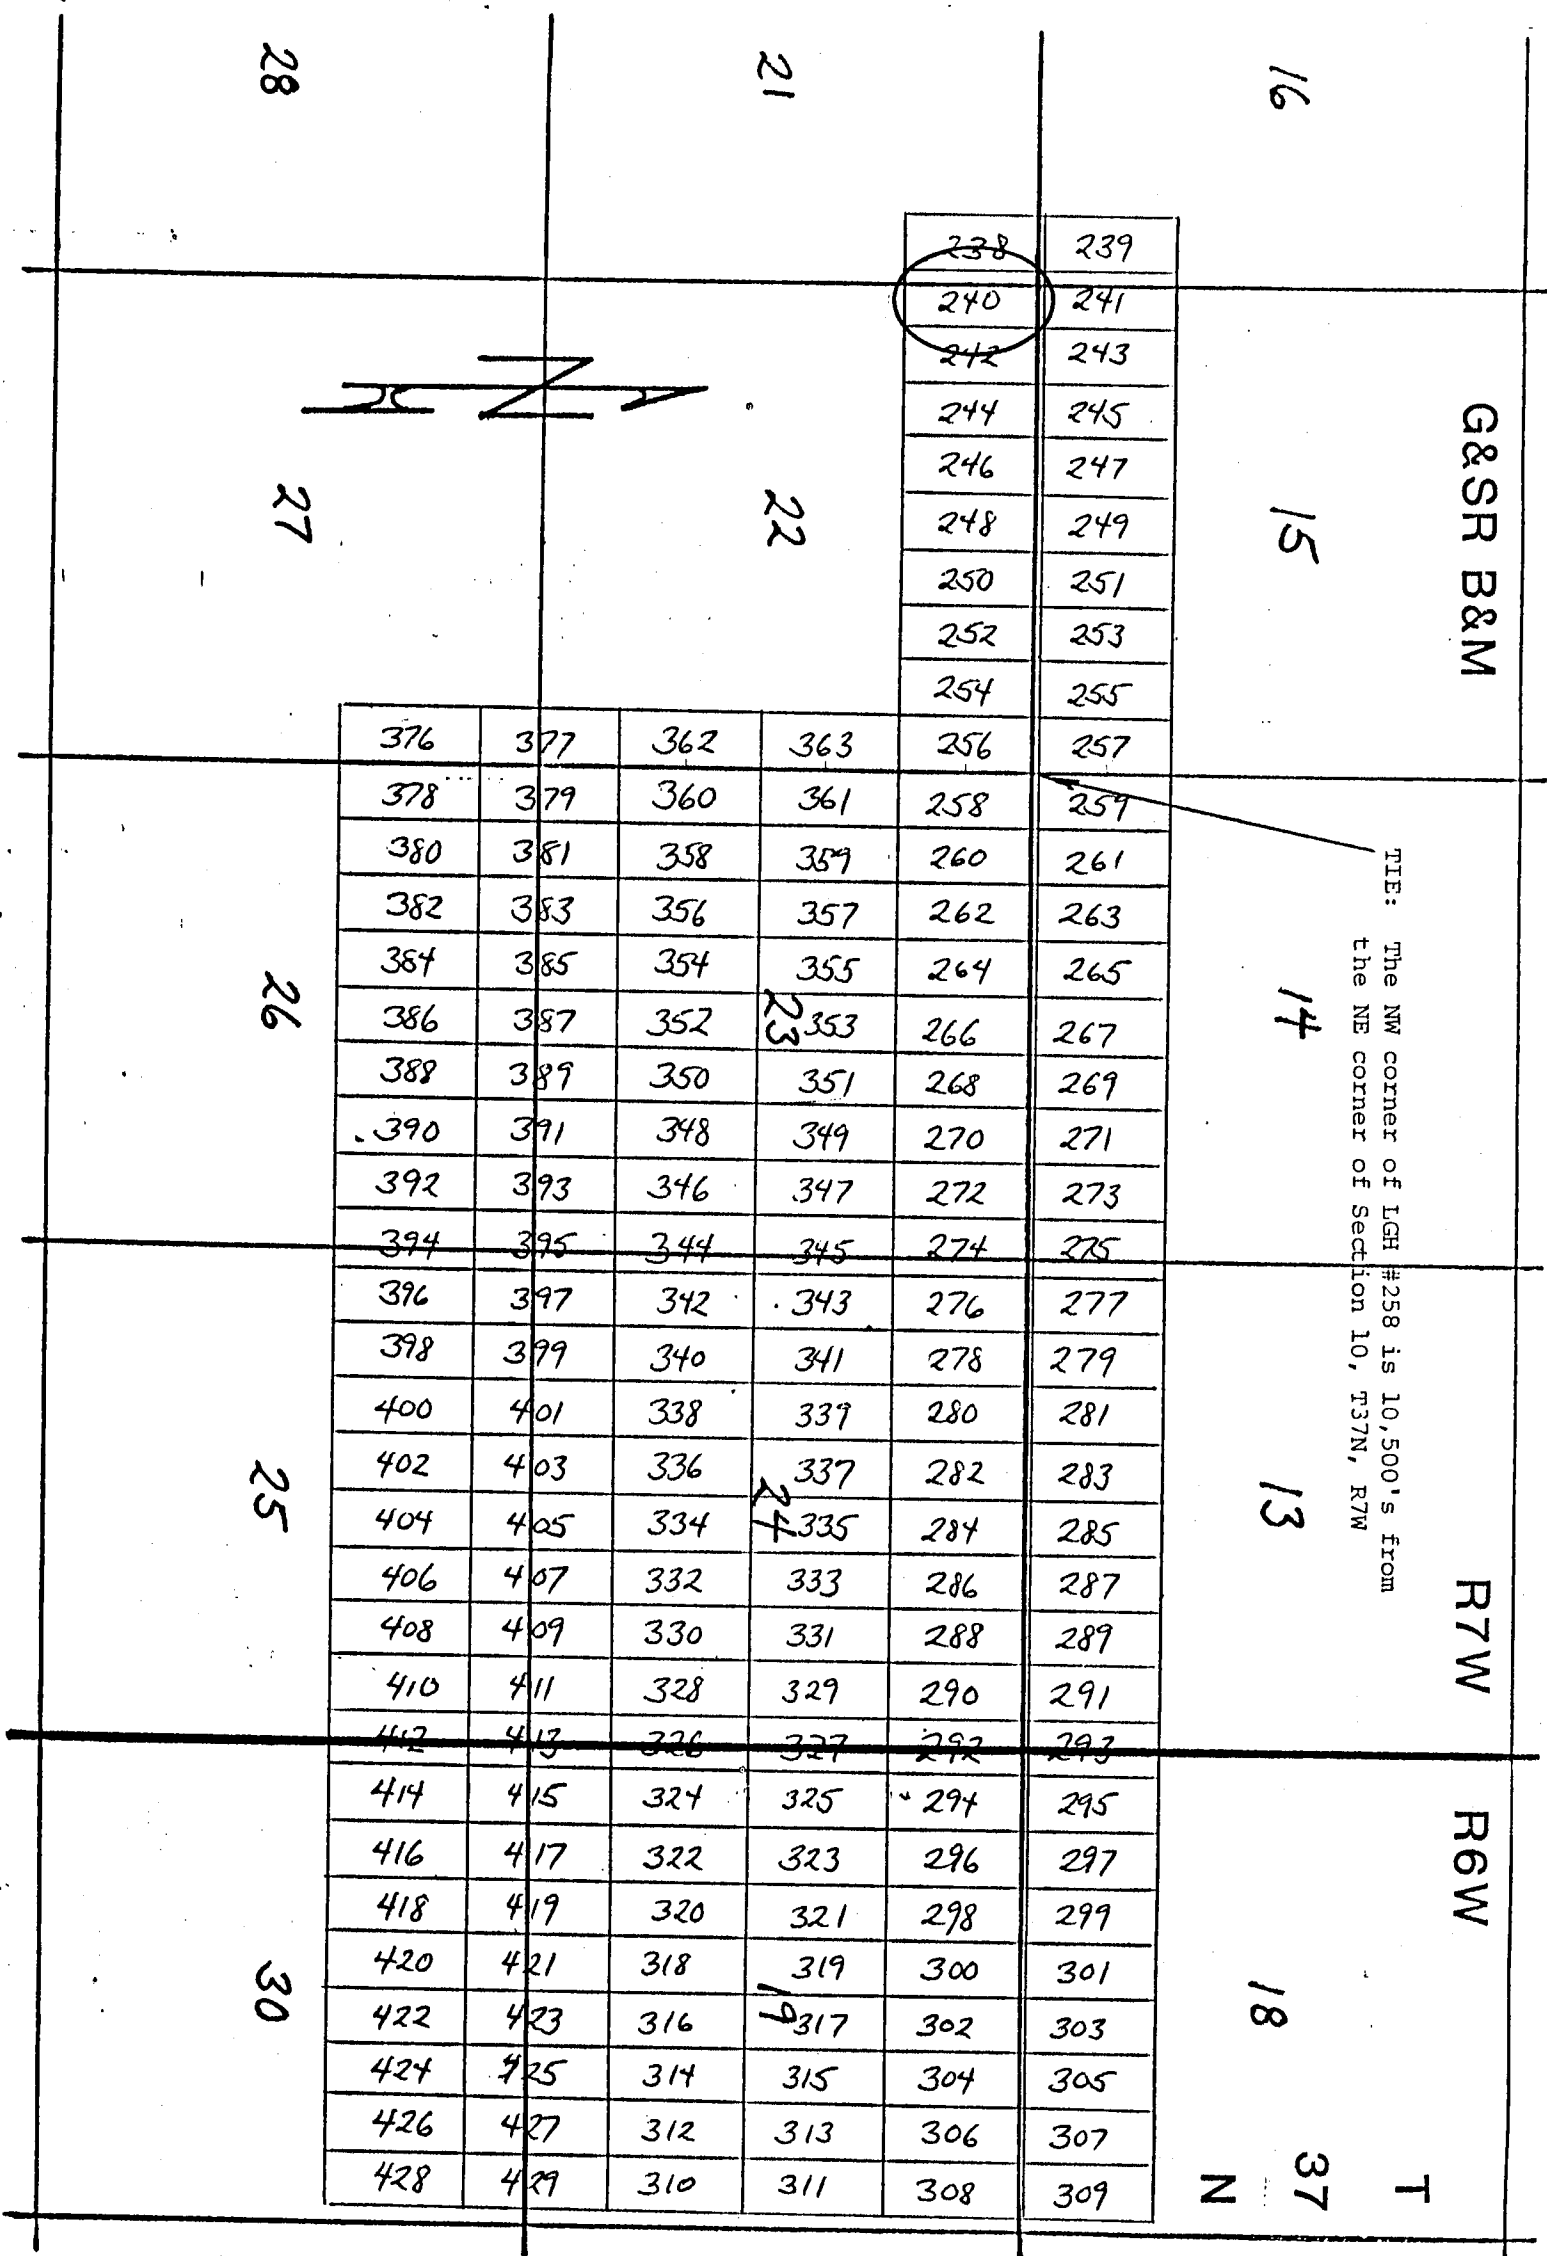 16
21
28
238 239
240 241
242 243
244 245
246 247
248 249
250 251
252 253
254 255
376 377 362 363 256 257
378 379 360 361 258 259
380 381 358 359 260 261
382 383 356 357 262 263
384 385 354 355 264 265
386 387 352 353 266 267
388 389 350 351 268 269
390 391 348 349 270 271
392 393 346 347 272 273
394 395 344 345 274 275
396 397 342 343 276 277
398 399 340 341 278 279
400 401 338 339 280 281
402 403 336 337 282 283
404 405 334 335 284 285
406 407 332 333 286 287
408 409 330 331 288 289
410 411 328 329 290 291
412 413 326 327 292 293
414 415 324 325 294 295
416 417 322 323 296 297
418 419 320 321 298 299
420 421 318 319 300 301
422 423 316 317 302 303
424 425 314 315 304 305
426 427 312 313 306 307
428 429 310 311 308 309
G&SR B&M
R7W
R6W
T
37
N
TIE: The NW corner of LGH #258 is 10,500's from
the NE corner of Section 10, T37N, R7W
15
14
13
18
22
23
24
19
27
26
25
30
N